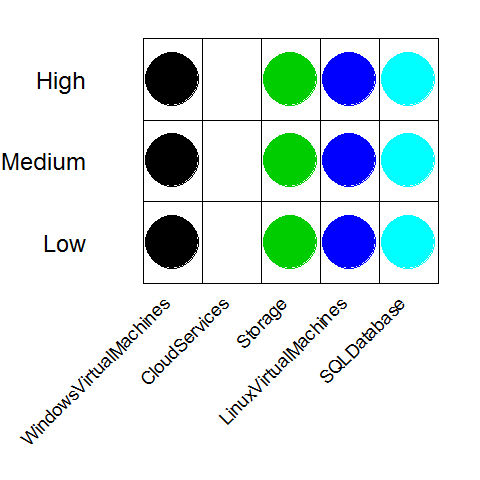 High
Medium
Low
WindowsVirtualMachines
CloudServices
Storage
LinuxVirtualMachines
SQLDatabase